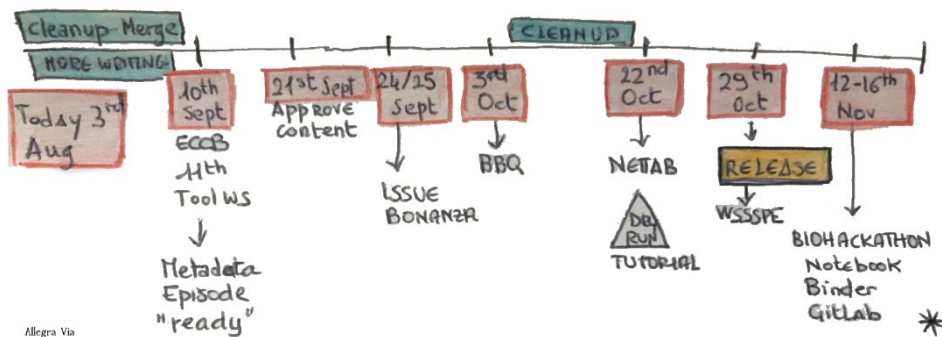 Cleanup-Merge
MORE WRITING
CLEANUP
Today 3rd
Aug
10th
Sept
ECCB
11th
Tool WS
Metadata
Episode
"ready"
21st Sept
Approve
content
24/25
Sept
ISSUE
BONANZA
3rd
Oct
BBQ
22nd
Oct
NETTAB
DRY
RUN
TUTORIAL
29th
Oct
RELEASE
WSSSPE
12-16th
Nov
BIOHACKATHON
Notebook
Binder
GitLab
Allegra Via